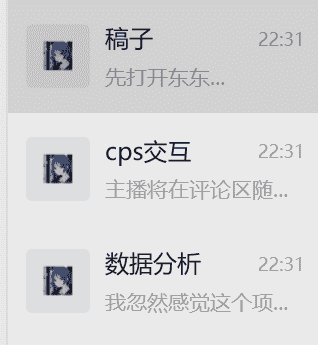 稿子 22:31
先打开东东...
cps交互 22:31
主播将在评论区随...
数据分析 22:31
我忽然感觉这个项...